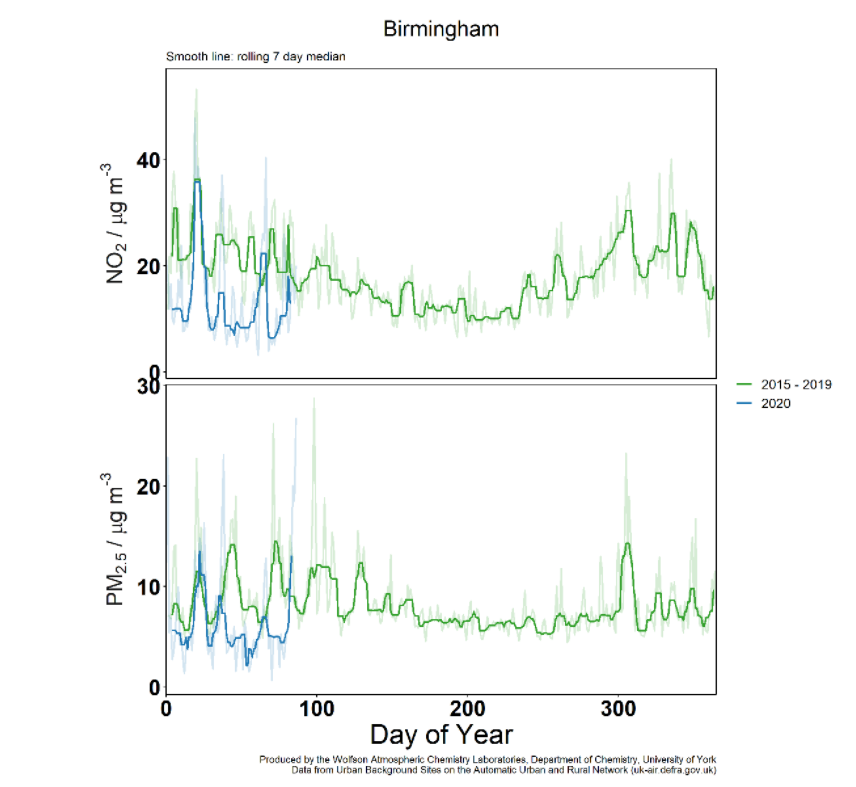 Birmingham
Smooth line: rolling 7 day median
NO₂ / μg m⁻³
40
20
0
PM₂.₅ / μg m⁻³
30
20
10
0
0 100 200 300
Day of Year
2015 - 2019
2020
Produced by the Wolfson Atmospheric Chemistry Laboratories, Department of Chemistry, University of York
Data from Urban Background Sites on the Automatic Urban and Rural Network (uk-air.defra.gov.uk)